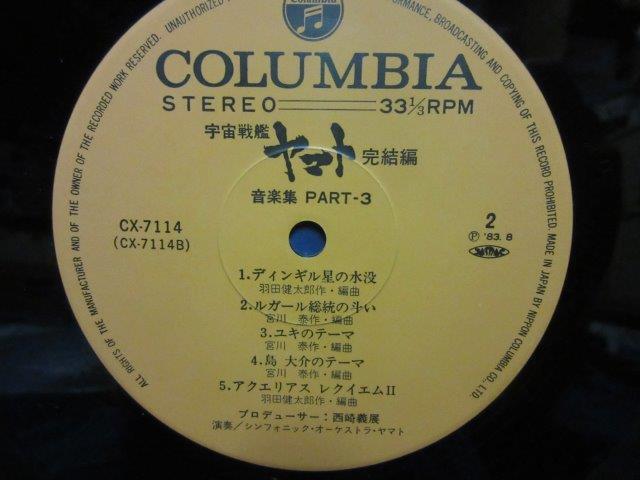 COLUMBIA
STEREO 33 1/3 RPM
宇宙戦艦
ヤマト 完結編
音楽集 PART-3
CX-7114
(CX-7114B)
2
Ⓟ '83.8
1.ディンギル星の水没
羽田健太郎作・編曲
2.ルガール総統の斗い
宮川 泰作・編曲
3.ユキのテーマ
宮川 泰作・編曲
4.島 大介のテーマ
宮川 泰作・編曲
5.アクエリアス レクイエムII
羽田健太郎作・編曲
プロデューサー:西崎義展
演奏/シンフォニック・オーケストラ・ヤマト
ALL RIGHTS OF THE MANUFACTURER AND OF THE OWNER OF THE RECORDED WORK RESERVED. UNAUTHORIZED PERFORMANCE, BROADCASTING AND COPYING OF THIS RECORD PROHIBITED. MADE IN JAPAN BY NIPPON COLUMBIA CO., LTD.